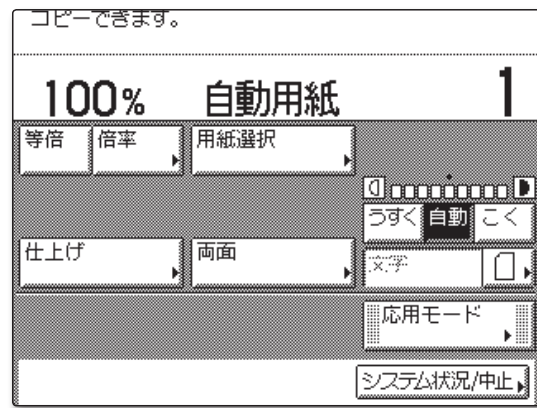 コピーできます。
100% 自動用紙 1
等倍 倍率 用紙選択
うすく 自動 こく
仕上げ 両面 文字
応用モード
システム状況/中止